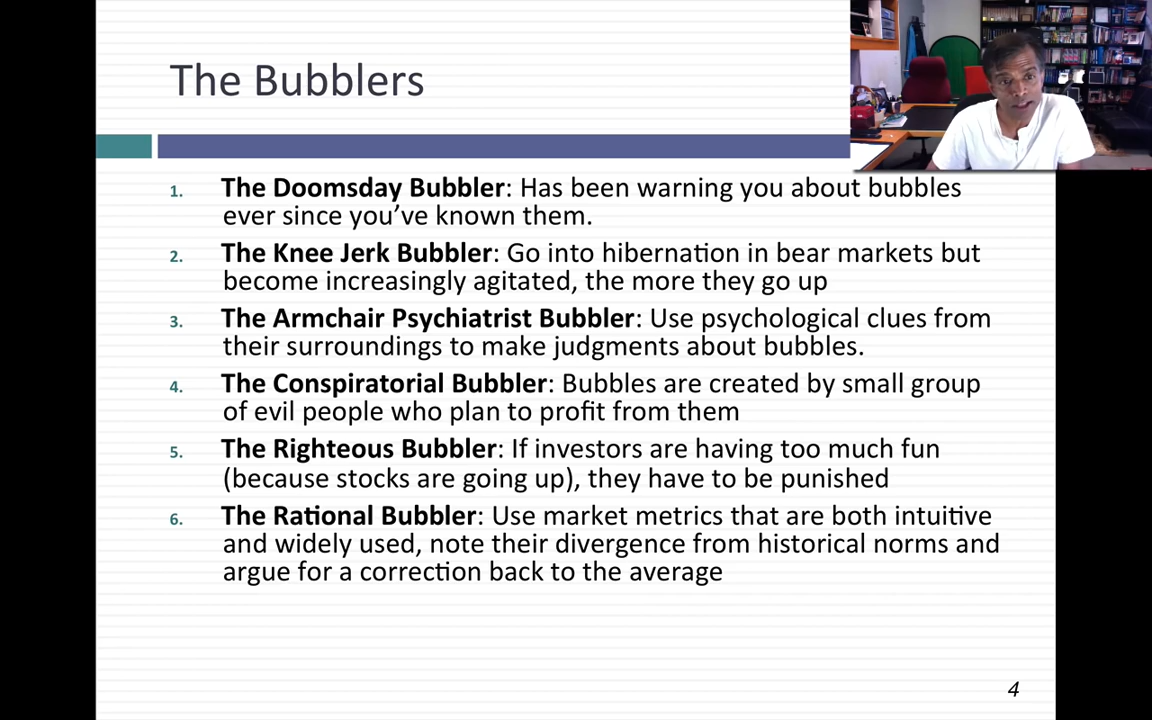 The Bubblers
1. The Doomsday Bubbler: Has been warning you about bubbles
ever since you’ve known them.
2. The Knee Jerk Bubbler: Go into hibernation in bear markets but
become increasingly agitated, the more they go up
3. The Armchair Psychiatrist Bubbler: Use psychological clues from
their surroundings to make judgments about bubbles.
4. The Conspiratorial Bubbler: Bubbles are created by small group
of evil people who plan to profit from them
5. The Righteous Bubbler: If investors are having too much fun
(because stocks are going up), they have to be punished
6. The Rational Bubbler: Use market metrics that are both intuitive
and widely used, note their divergence from historical norms and
argue for a correction back to the average
4